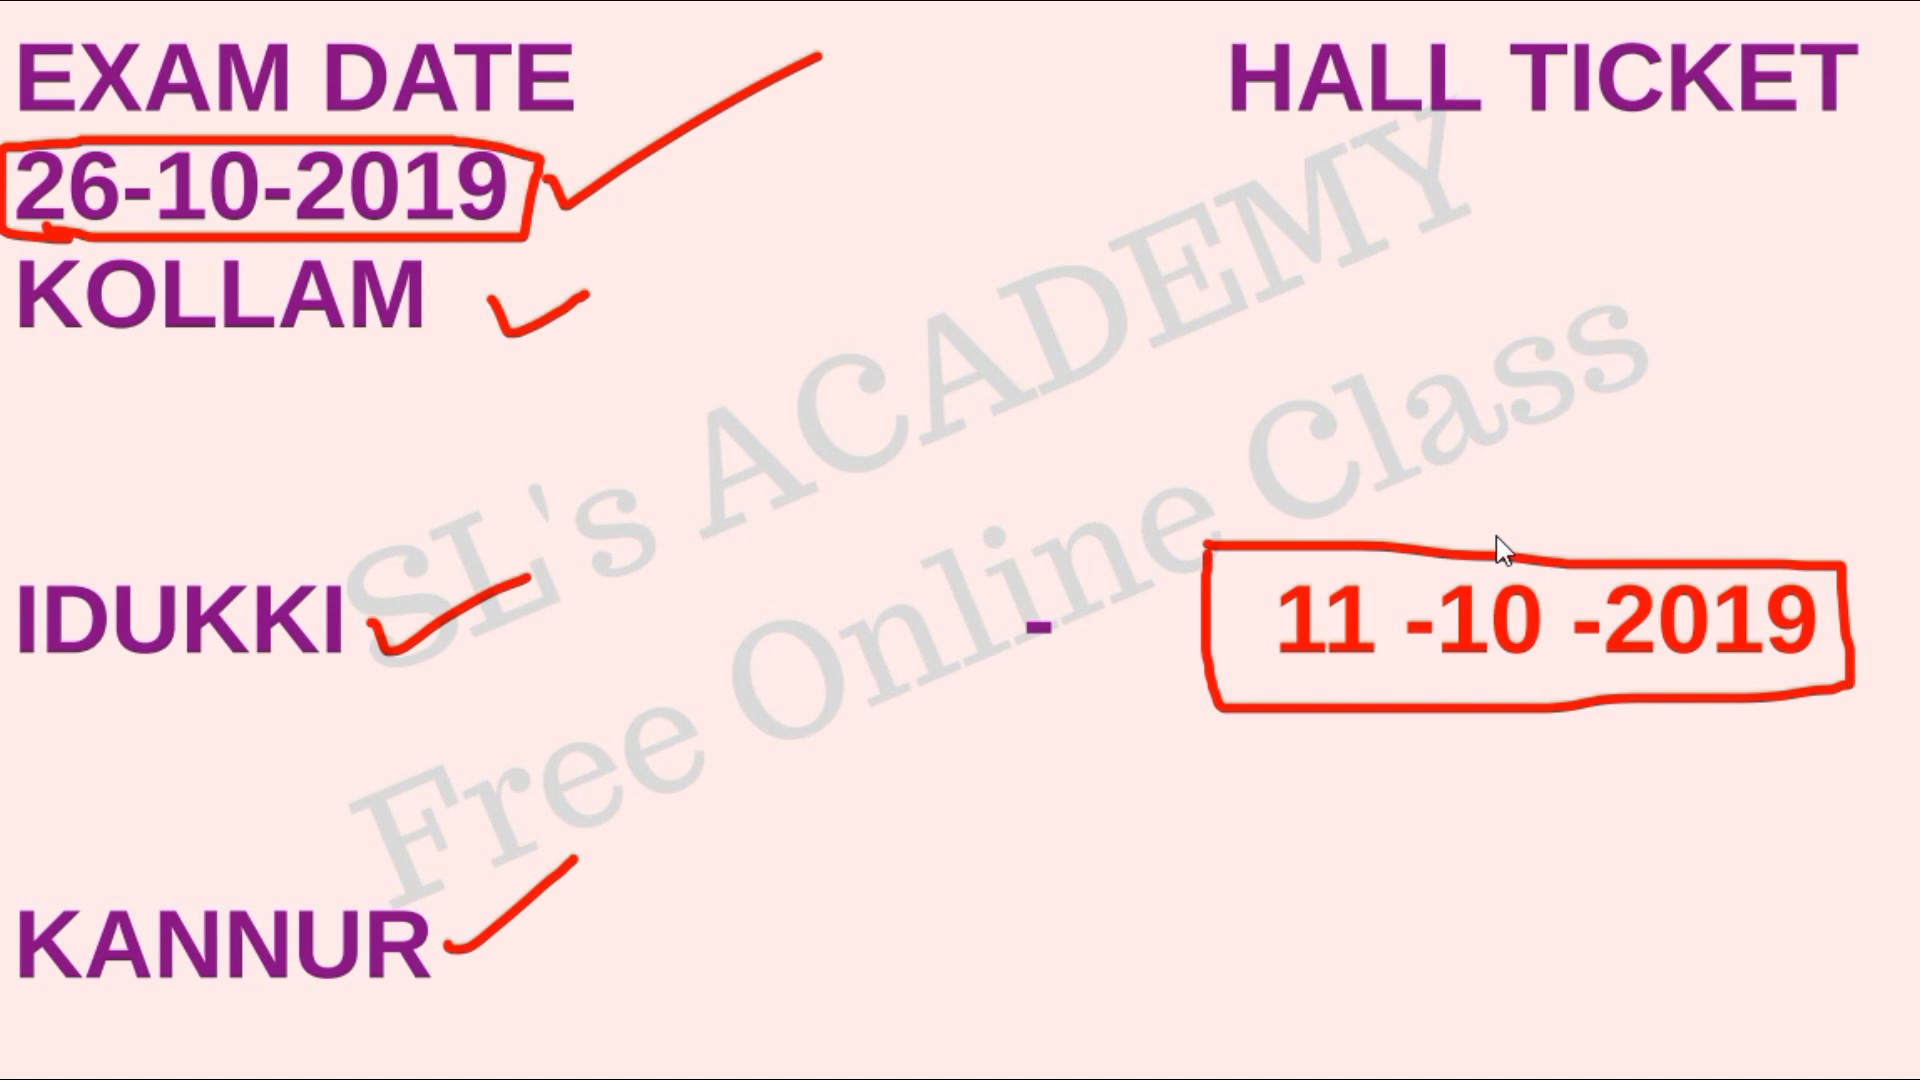 EXAM DATE HALL TICKET
26-10-2019
KOLLAM
SL's ACADEMY
Free Online Class
IDUKKI - 11 -10 -2019
KANNUR